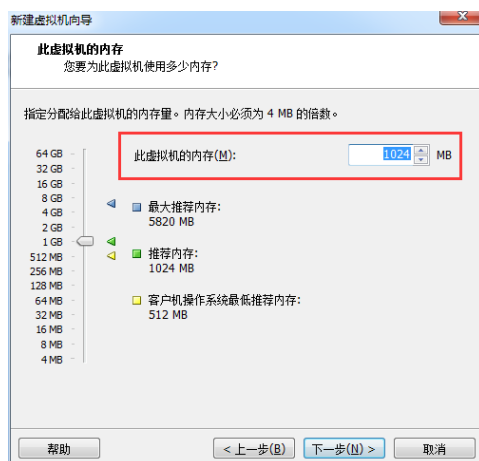 新建虚拟机向导
此虚拟机的内存
您要为此虚拟机使用多少内存?
指定分配给此虚拟机的内存量。内存大小必须为 4 MB 的倍数。
此虚拟机的内存(M): 1024 MB
64 GB
32 GB
16 GB
8 GB
4 GB
2 GB
1 GB
512 MB
256 MB
128 MB
64 MB
32 MB
16 MB
8 MB
4 MB
最大推荐内存:
5820 MB
推荐内存:
1024 MB
客户机操作系统最低推荐内存:
512 MB
帮助 < 上一步(B) 下一步(N) > 取消